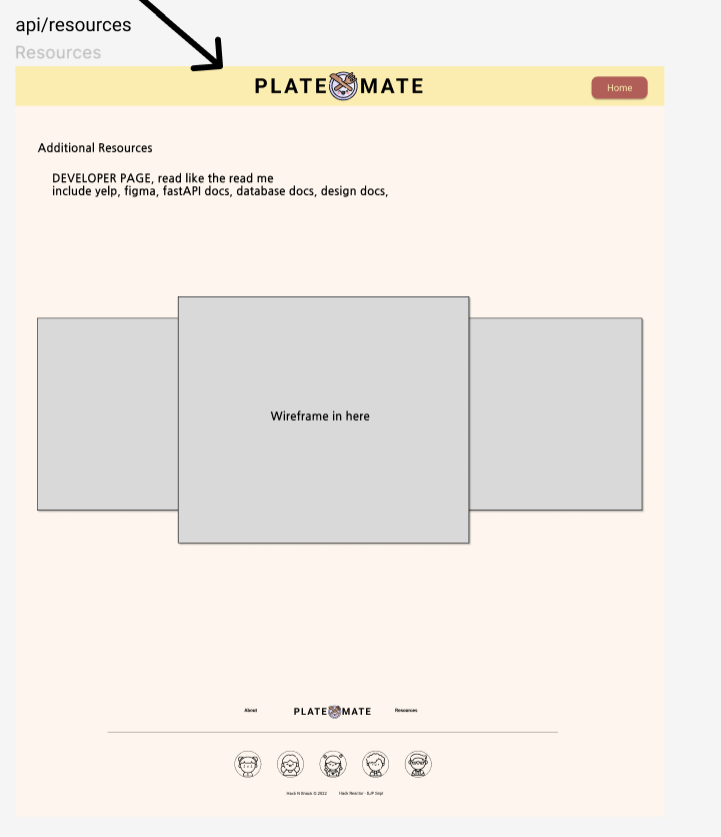 api/resources
Resources
PLATE MATE
Home
Additional Resources
DEVELOPER PAGE, read like the read me
include yelp, figma, fastAPI docs, database docs, design docs,
Wireframe in here
About
PLATE MATE
Resources
Hack N Snack © 2022
Hack Reactor - SJP Sept